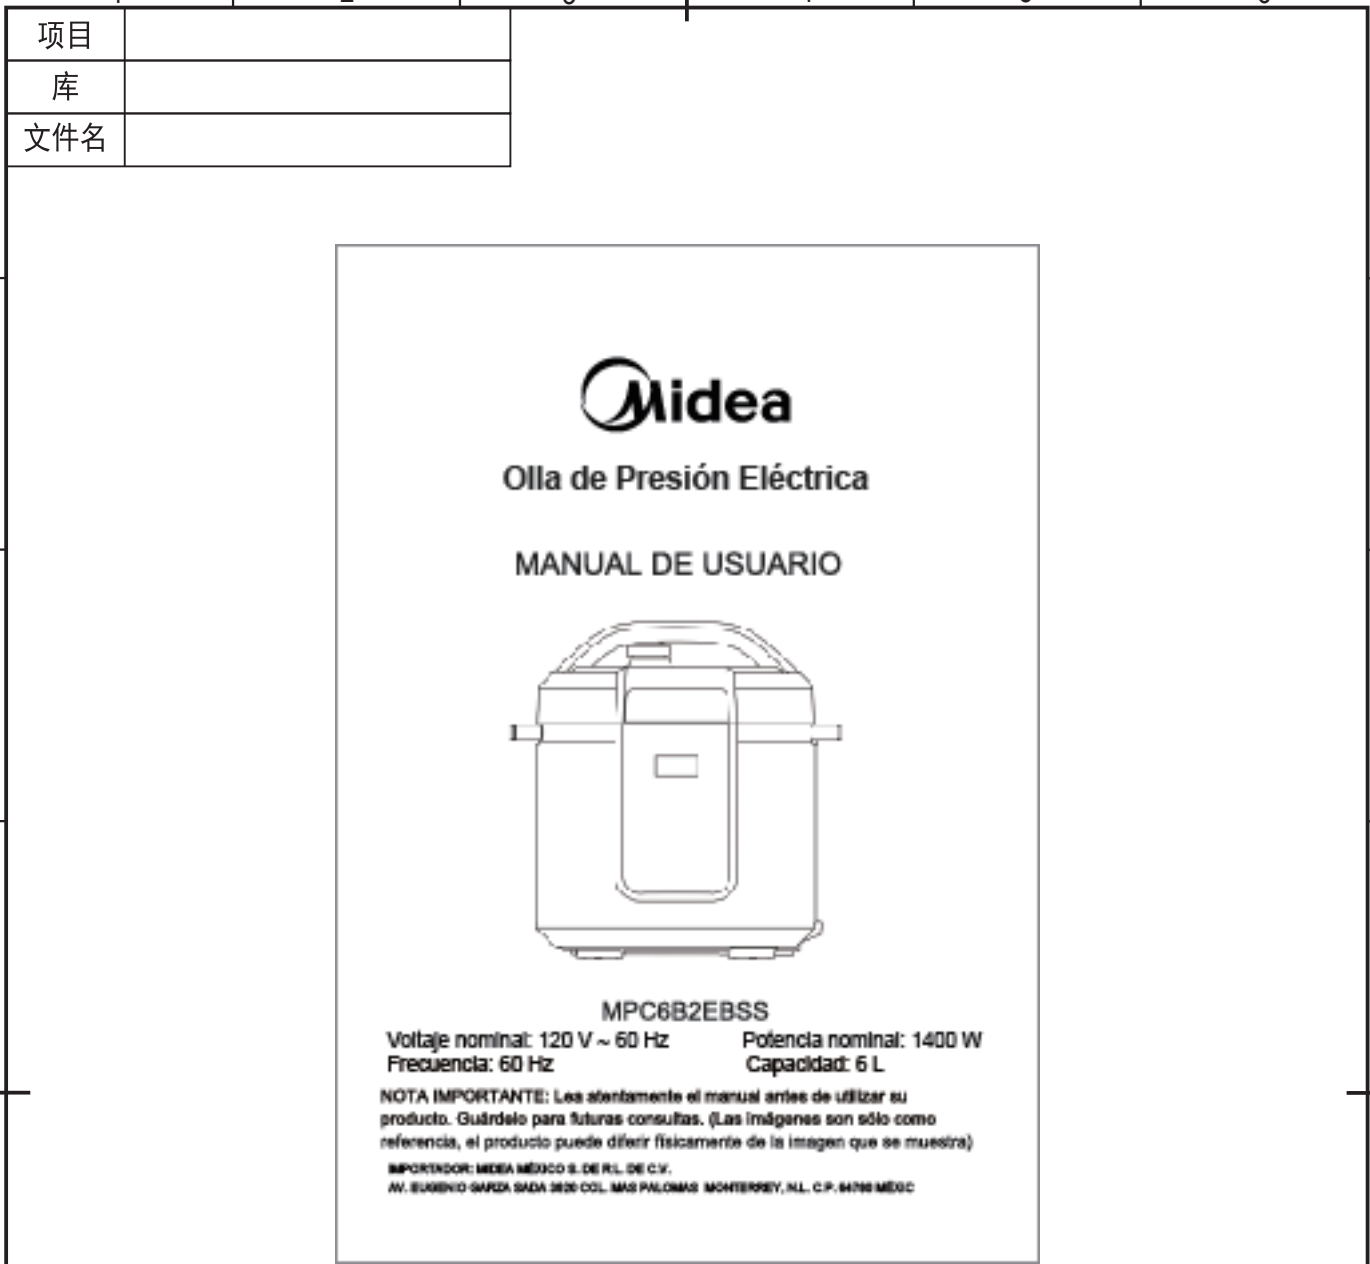 项目
库
文件名
Midea
Olla de Presión Eléctrica
MANUAL DE USUARIO
MPC6B2EBSS
Voltaje nominal: 120 V ~ 60 Hz Potencia nominal: 1400 W
Frecuencia: 60 Hz Capacidad: 6 L
NOTA IMPORTANTE: Lea atentamente el manual antes de utilizar su
producto. Guárdelo para futuras consultas. (Las imágenes son sólo como
referencia, el producto puede diferir físicamente de la imagen que se muestra)
IMPORTADOR: MIDEA MÉXICO S. DE R.L. DE C.V.
AV. EUGENIO GARZA SADA COL. MAS PALOMAS MONTERREY, N.L. C.P.